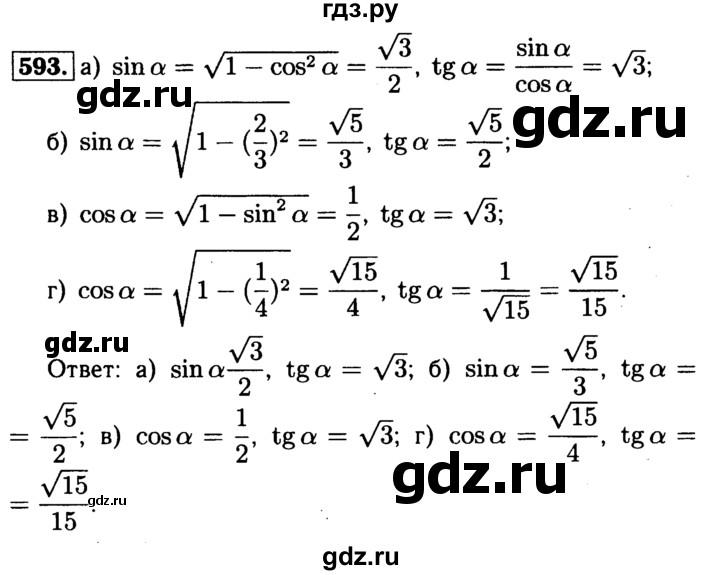 гдз.ру
593. а) sin α = √(1 − cos² α) = √3/2, tg α = sin α/cos α = √3;
gdz.ru
gdz.ru
б) sin α = √(1 − (2/3)²) = √5/3, tg α = √5/2;
в) cos α = √(1 − sin² α) = 1/2, tg α = √3;
г) cos α = √(1 − (1/4)²) = √15/4, tg α = 1/√15 = √15/15.
gdz.ru
Ответ: а) sin α √3/2, tg α = √3; б) sin α = √5/3, tg α =
= √5/2; в) cos α = 1/2, tg α = √3; г) cos α = √15/4, tg α =
gdz.ru
= √15/15.
gdz.ru
gdz.ru